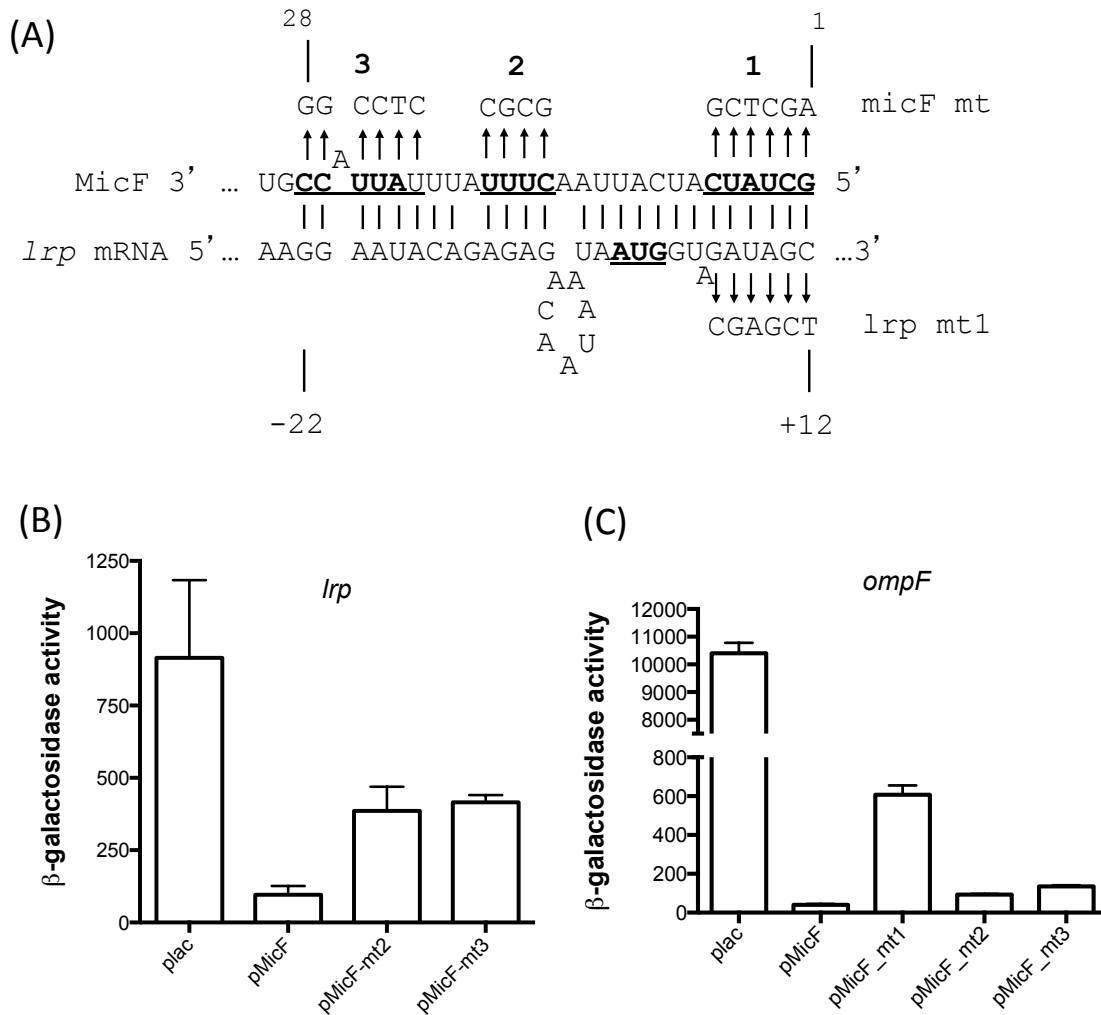 (A)
28 1
3 2 1
GG CCTC CGCG GCTCGA micF mt
A
MicF 3’ … UGCC UUAUUUAUUUCAAUUACUACUAUCG 5’
lrp mRNA 5’… AAGG AAUACAGAGAG UAAUGGUGAUAGC …3’
A
AA
C A
A U
A
CGAGCT lrp mt1
-22 +12
(B)
lrp
β-galactosidase activity
1250
1000
750
500
250
0
plac
pMicF
pMicF-mt2
pMicF-mt3
(C)
ompF
β-galactosidase activity
12000
11000
10000
9000
8000
800
600
400
200
0
plac
pMicF
pMicF_mt1
pMicF_mt2
pMicF_mt3